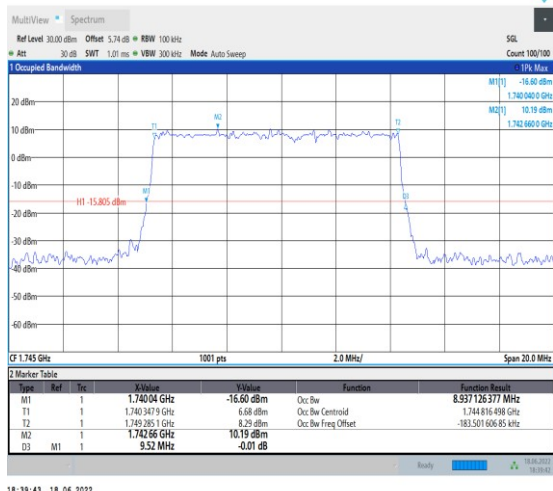 MultiView Spectrum
Ref Level 30.00 dBm Offset 5.74 dB RBW 100 kHz SGL
Att 30 dB SWT 1.01 ms VBW 300 kHz Mode Auto Sweep Count 100/100
1 Occupied Bandwidth 1Pk Max
M1[1] -16.60 dBm
1.740 040 0 GHz
M2[1] 10.19 dBm
1.742 660 0 GHz
20 dBm
10 dBm
0 dBm
-10 dBm
-20 dBm
-30 dBm
-40 dBm
-50 dBm
-60 dBm
T1
M2
T2
M1
D3
H1 -15.805 dBm
CF 1.745 GHz 1001 pts 2.0 MHz/ Span 20.0 MHz
2 Marker Table
Type Ref Trc X-Value Y-Value Function Function Result
M1 1 1.74004 GHz -16.60 dBm Occ Bw 8.937 126 377 MHz
T1 1 1.740 347 9 GHz 6.68 dBm Occ Bw Centroid 1.744 816 498 GHz
T2 1 1.749 285 1 GHz 8.29 dBm Occ Bw Freq Offset -183.501 606 85 kHz
M2 1 1.742 66 GHz 10.19 dBm
D3 M1 1 9.52 MHz -0.01 dB
Ready 18.06.2022
18:39:42
18:39:43 18.06.2022